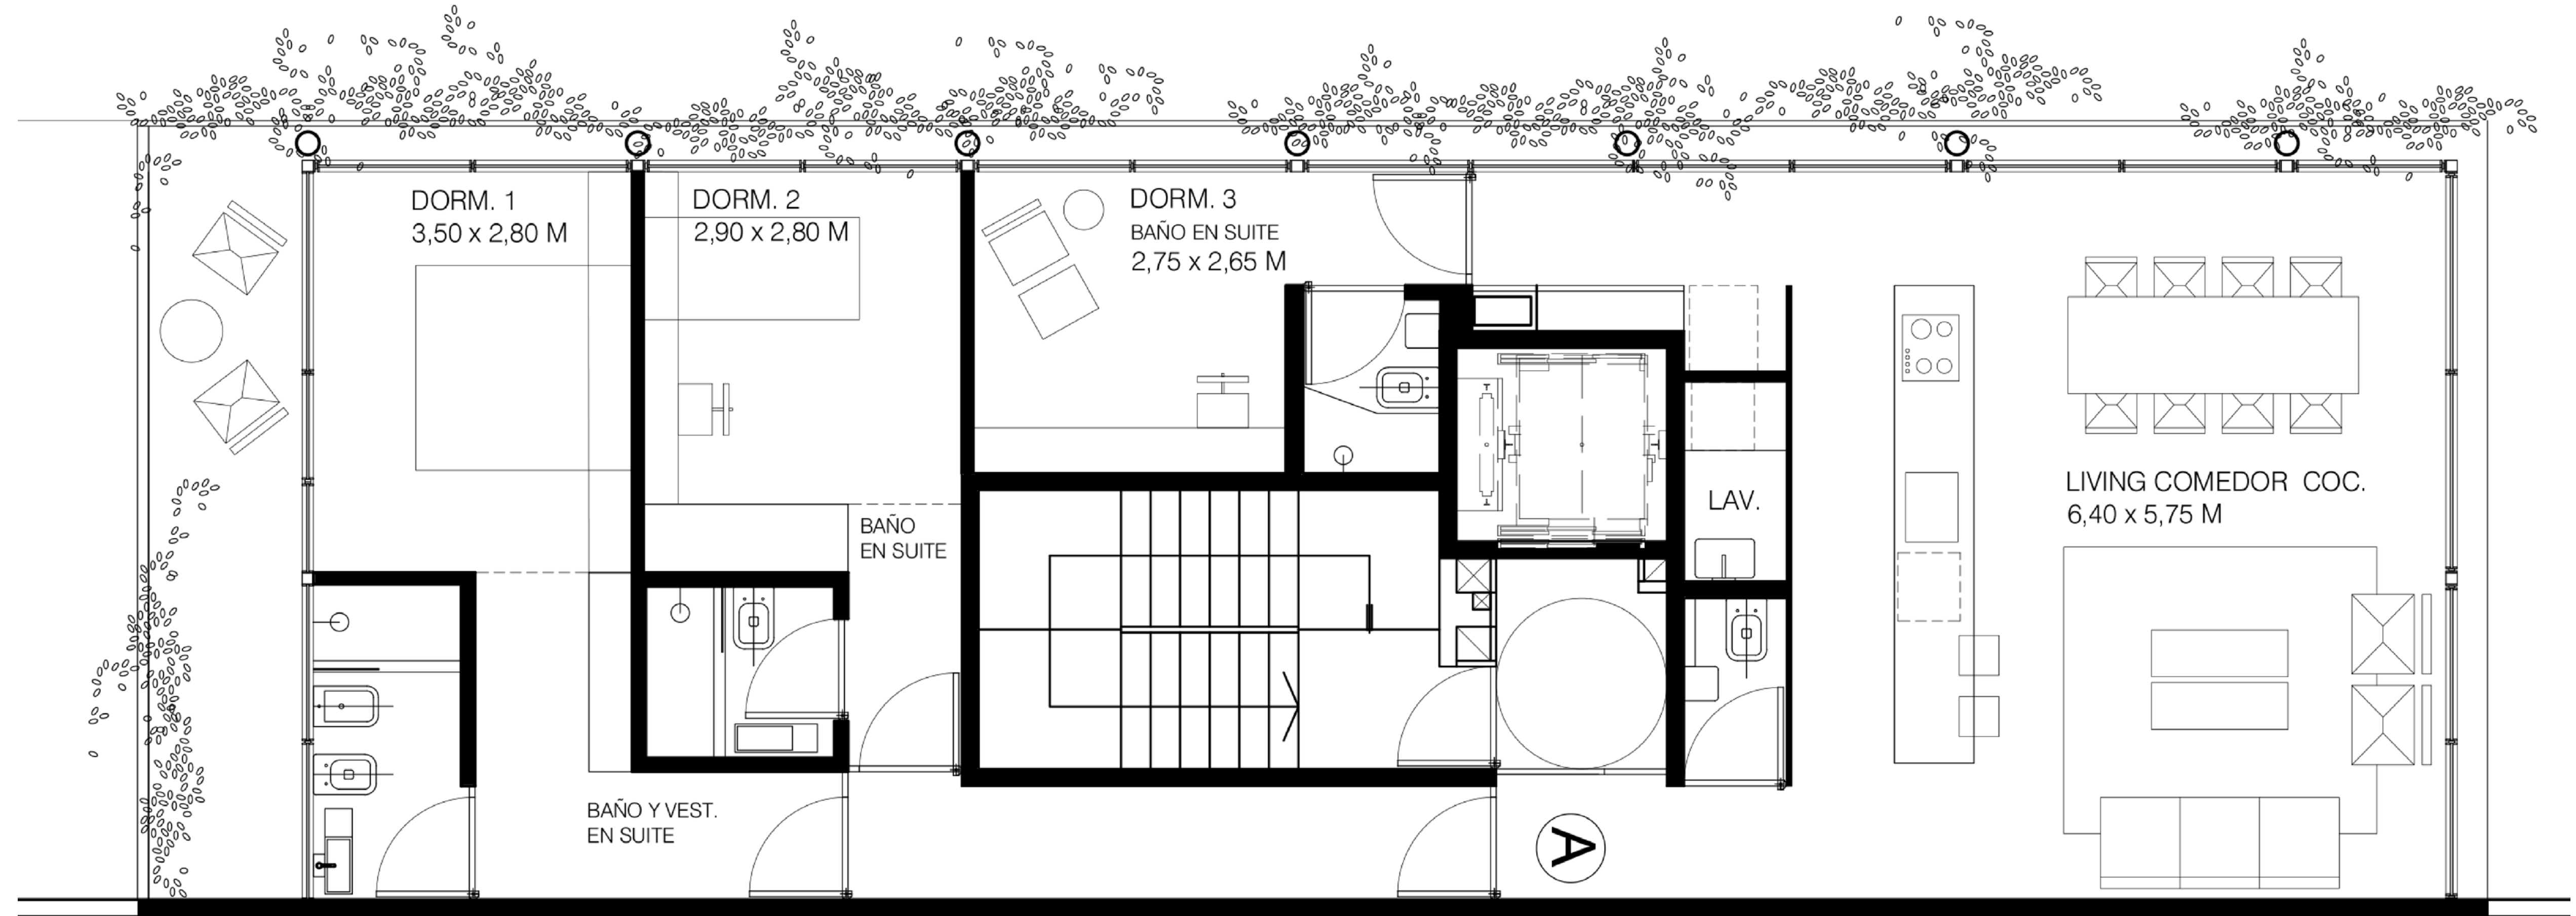 DORM. 1
3,50 x 2,80 M
DORM. 2
2,90 x 2,80 M
DORM. 3
BAÑO EN SUITE
2,75 x 2,65 M
BAÑO
EN SUITE
LAV.
LIVING COMEDOR COC.
6,40 x 5,75 M
BAÑO Y VEST.
EN SUITE
A